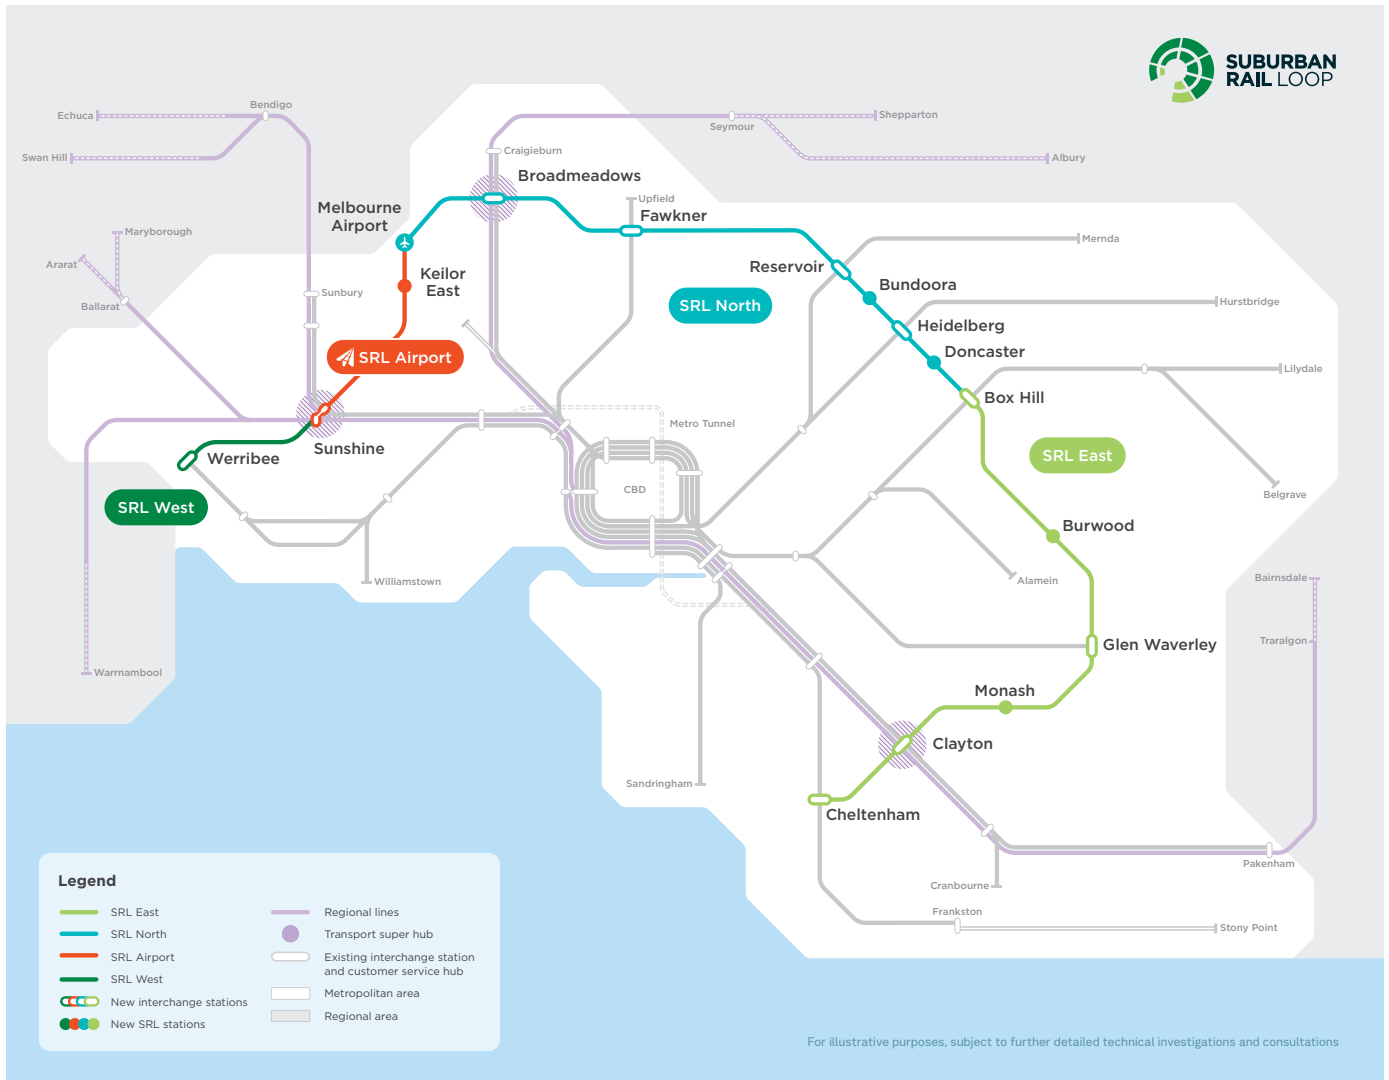 SUBURBAN
RAIL LOOP
Echuca
Bendigo
Swan Hill
Seymour
Shepparton
Albury
Craigieburn
Broadmeadows
Melbourne
Airport
Upfield
Fawkner
Maryborough
Ararat
Ballarat
Sunbury
Keilor
East
Reservoir
Mernda
Bundoora
SRL North
Heidelberg
Hurstbridge
Doncaster
SRL Airport
Lilydale
Box Hill
Metro Tunnel
Sunshine
Werribee
SRL East
CBD
Belgrave
SRL West
Burwood
Williamstown
Alamein
Bairnsdale
Traralgon
Glen Waverley
Warrnambool
Monash
Clayton
Sandringham
Cheltenham
Pakenham
Cranbourne
Frankston
Stony Point
Legend
SRL East
SRL North
SRL Airport
SRL West
New interchange stations
New SRL stations
Regional lines
Transport super hub
Existing interchange station
and customer service hub
Metropolitan area
Regional area
For illustrative purposes, subject to further detailed technical investigations and consultations